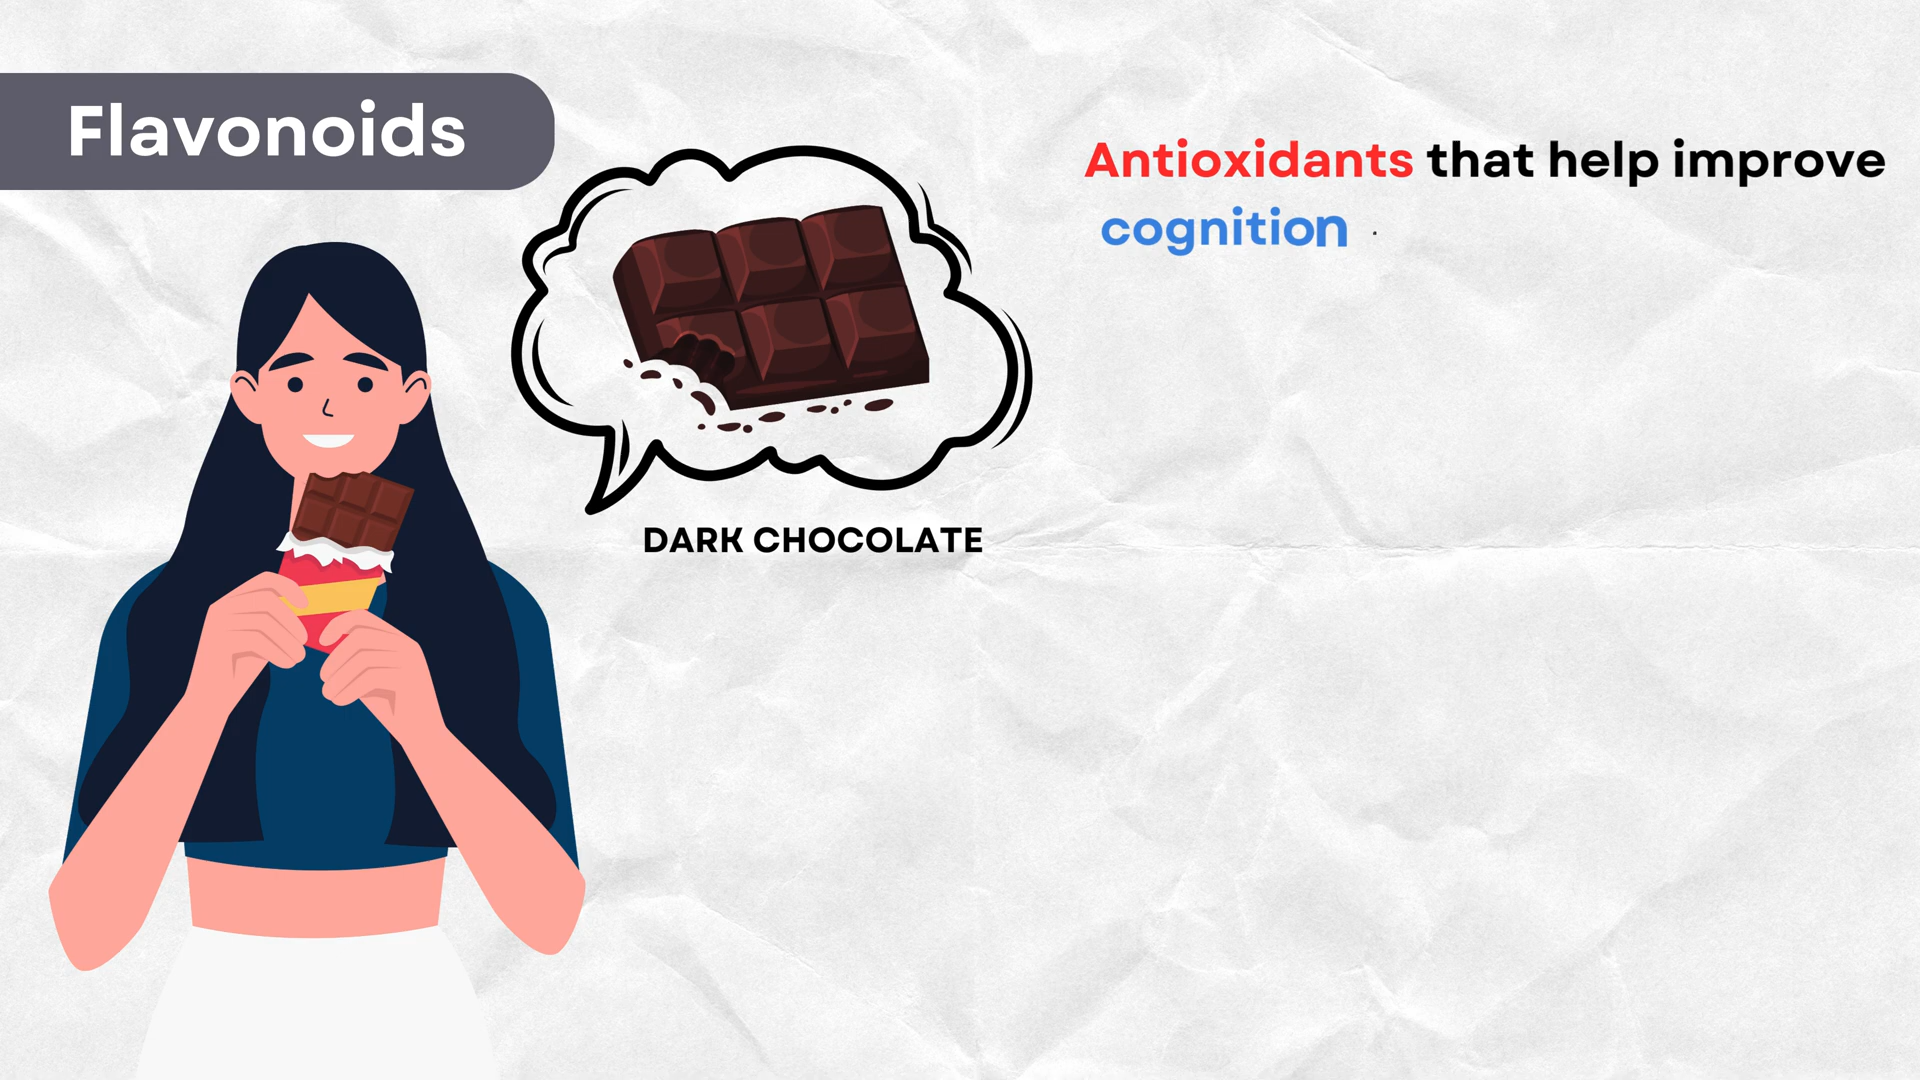 Flavonoids
Antioxidants that help improve
cognition
DARK CHOCOLATE